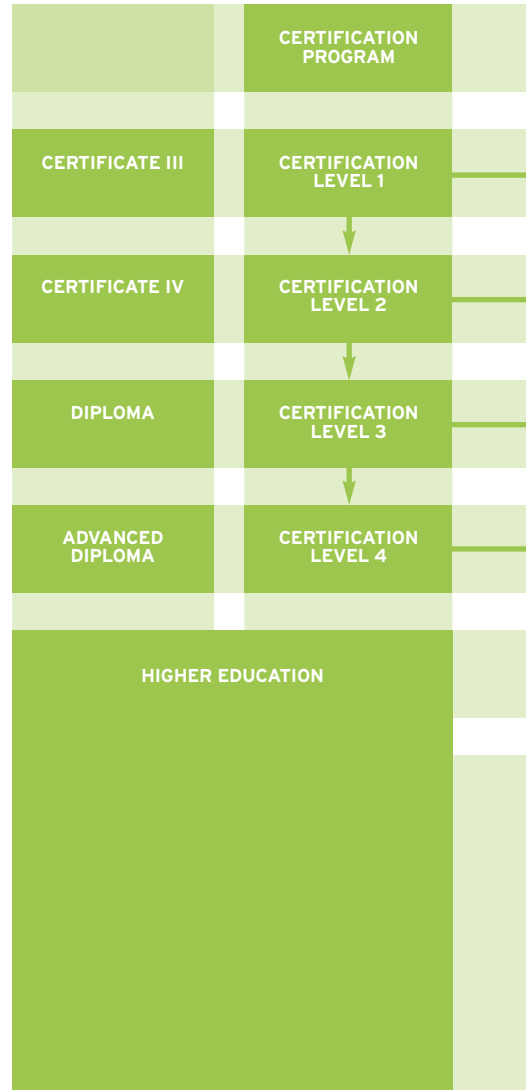 CERTIFICATION
PROGRAM
CERTIFICATE III
CERTIFICATION
LEVEL 1
CERTIFICATE IV
CERTIFICATION
LEVEL 2
DIPLOMA
CERTIFICATION
LEVEL 3
ADVANCED
DIPLOMA
CERTIFICATION
LEVEL 4
HIGHER EDUCATION